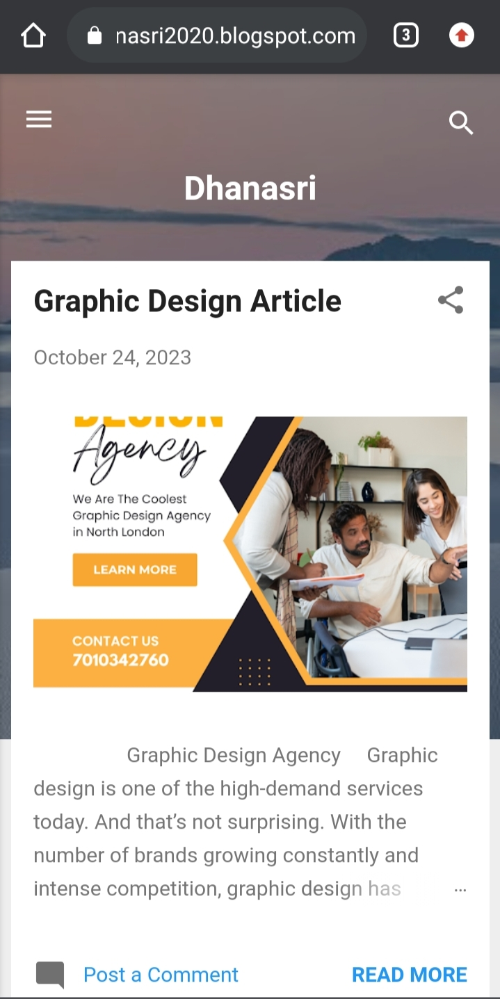 nasri2020.blogspot.com
3
Dhanasri
Graphic Design Article
October 24, 2023
DESIGN
Agency
We Are The Coolest
Graphic Design Agency
in North London
LEARN MORE
CONTACT US
7010342760
Graphic Design Agency Graphic
design is one of the high-demand services
today. And that’s not surprising. With the
number of brands growing constantly and
intense competition, graphic design has ...
Post a Comment
READ MORE